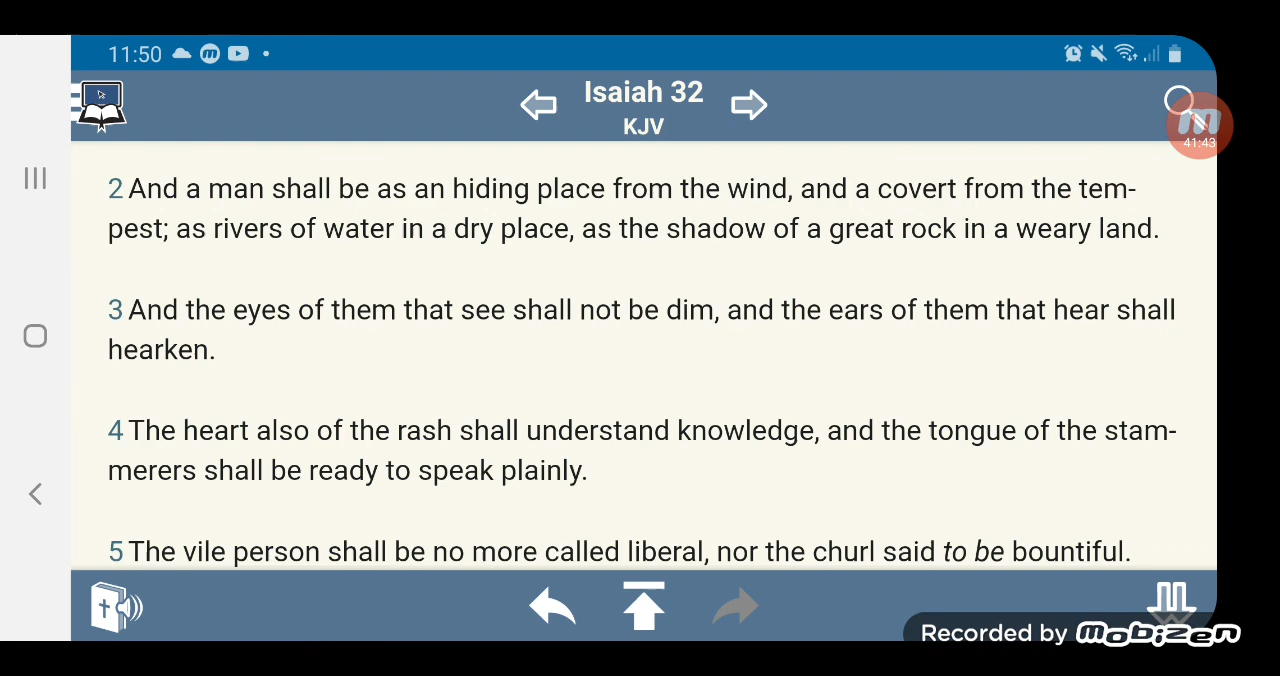 11:50
Isaiah 32
KJV
41:43
2 And a man shall be as an hiding place from the wind, and a covert from the tem-
pest; as rivers of water in a dry place, as the shadow of a great rock in a weary land.
3 And the eyes of them that see shall not be dim, and the ears of them that hear shall
hearken.
4 The heart also of the rash shall understand knowledge, and the tongue of the stam-
merers shall be ready to speak plainly.
5 The vile person shall be no more called liberal, nor the churl said to be bountiful.
Recorded by Mobizen